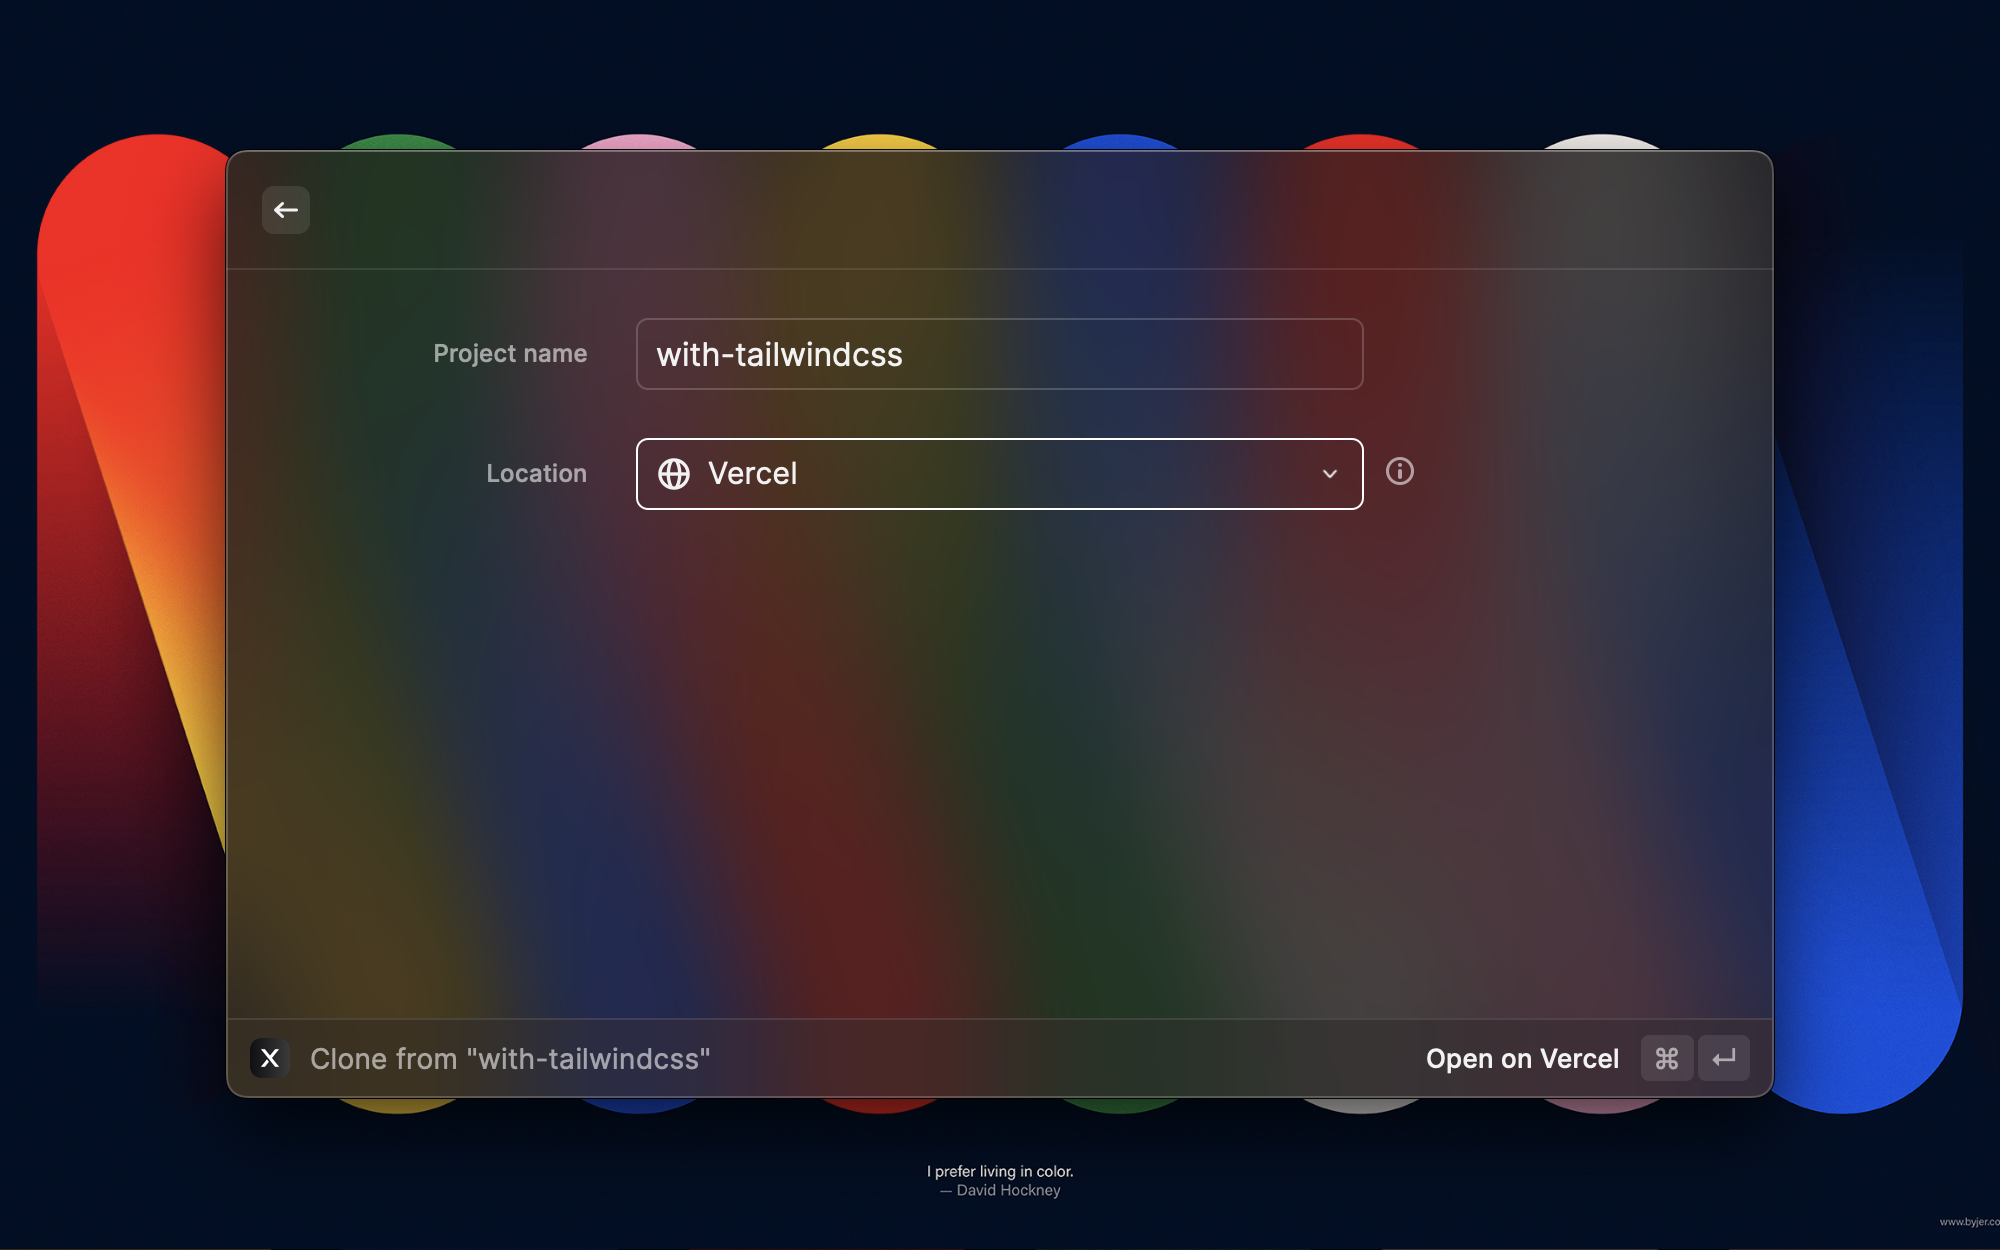 Project name
with-tailwindcss
Location
Vercel
Clone from "with-tailwindcss"
Open on Vercel
⌘
I prefer living in color.
— David Hockney
www.byjer.co